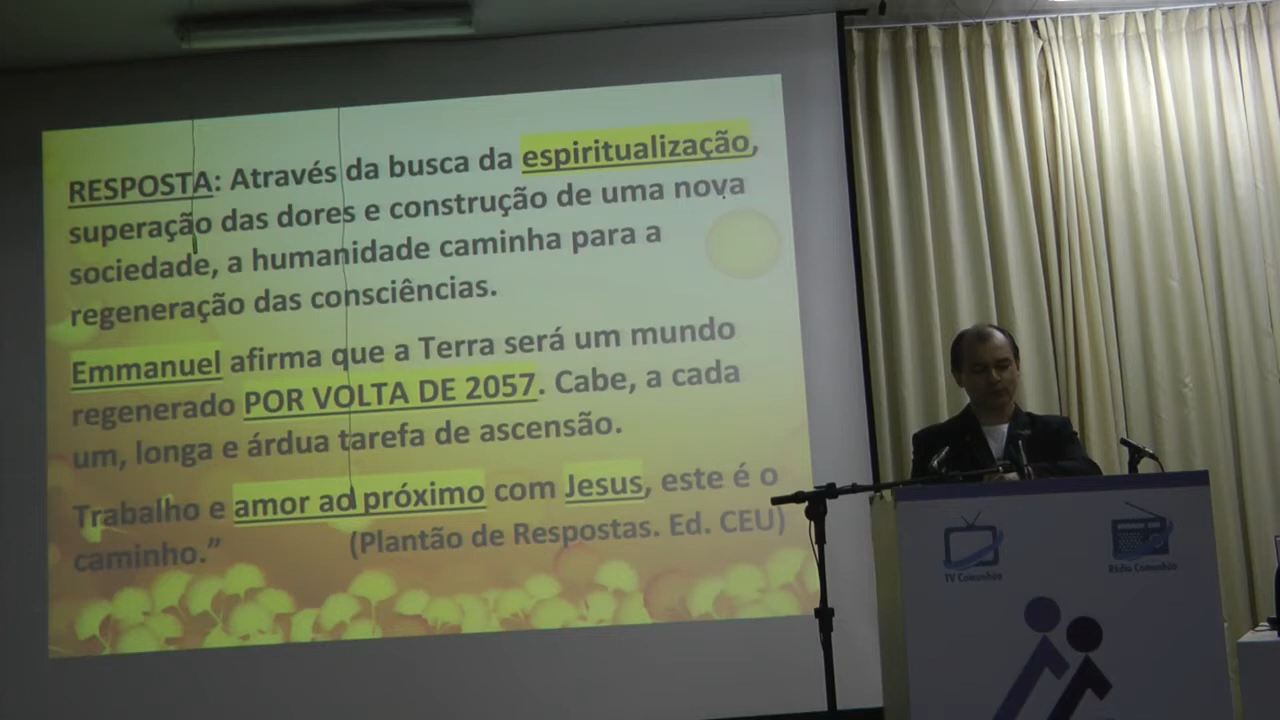 RESPOSTA: Através da busca da espiritualização,
superação das dores e construção de uma nova
sociedade, a humanidade caminha para a
regeneração das consciências.
Emmanuel afirma que a Terra será um mundo
regenerado POR VOLTA DE 2057. Cabe, a cada
um, longa e árdua tarefa de ascensão.
Trabalho e amor ao próximo com Jesus, este é o
caminho.” (Plantão de Respostas. Ed. CEU)
TV Comunhão
Rádio Comunhão